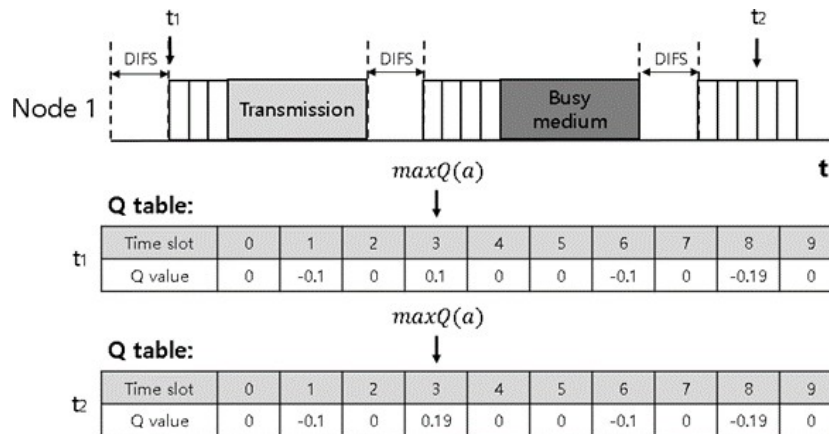 t1
t2
DIFS
DIFS
DIFS
Node 1
Transmission
Busy
medium
t
maxQ(a)
Q table:
t1
Time slot 0 1 2 3 4 5 6 7 8 9
Q value 0 -0.1 0 0.1 0 0 -0.1 0 -0.19 0
maxQ(a)
Q table:
t2
Time slot 0 1 2 3 4 5 6 7 8 9
Q value 0 -0.1 0 0.19 0 0 -0.1 0 -0.19 0